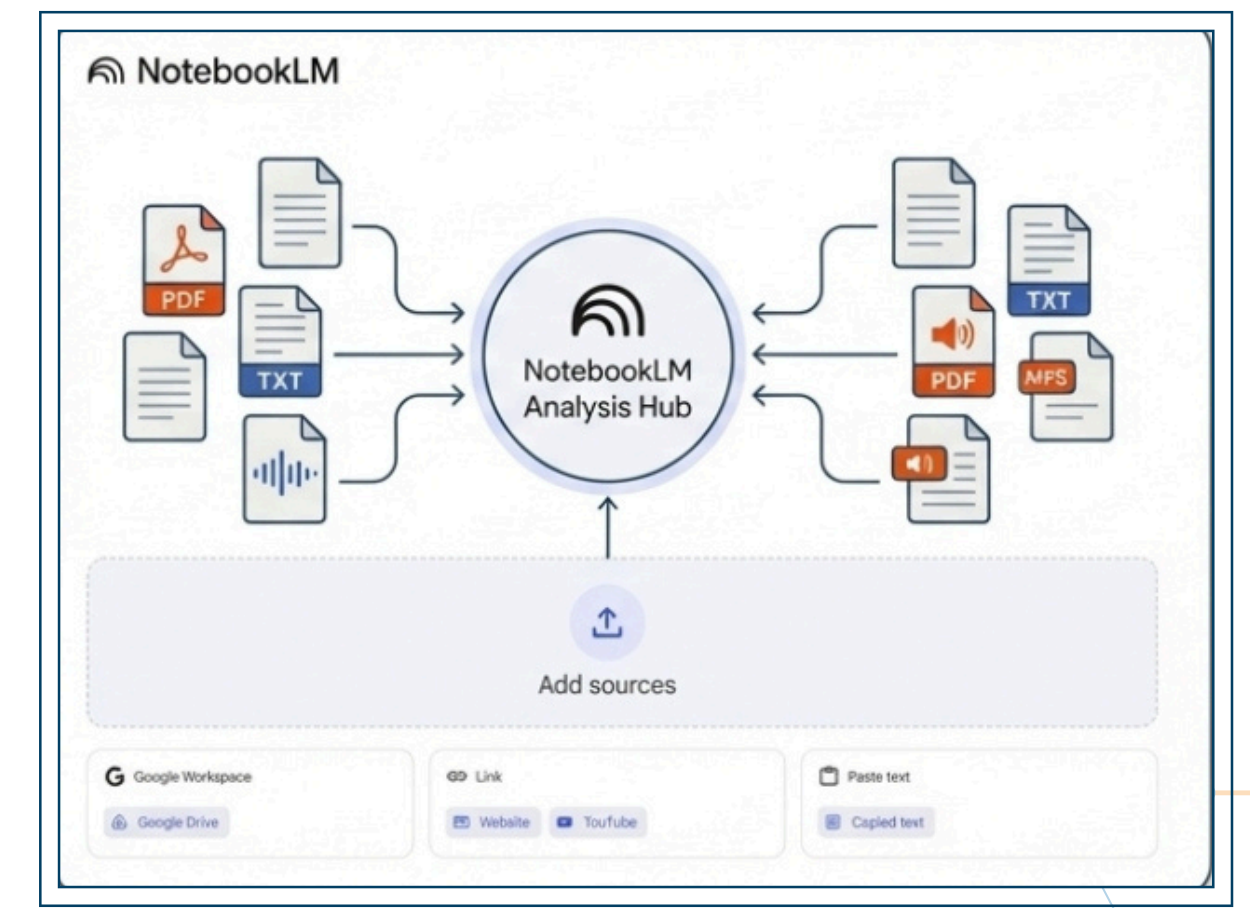 NotebookLM
PDF
TXT
TXT
PDF
MFS
NotebookLM
Analysis Hub
Add sources
Google Workspace
Google Drive
Link
Website
Toufube
Paste text
Capled text